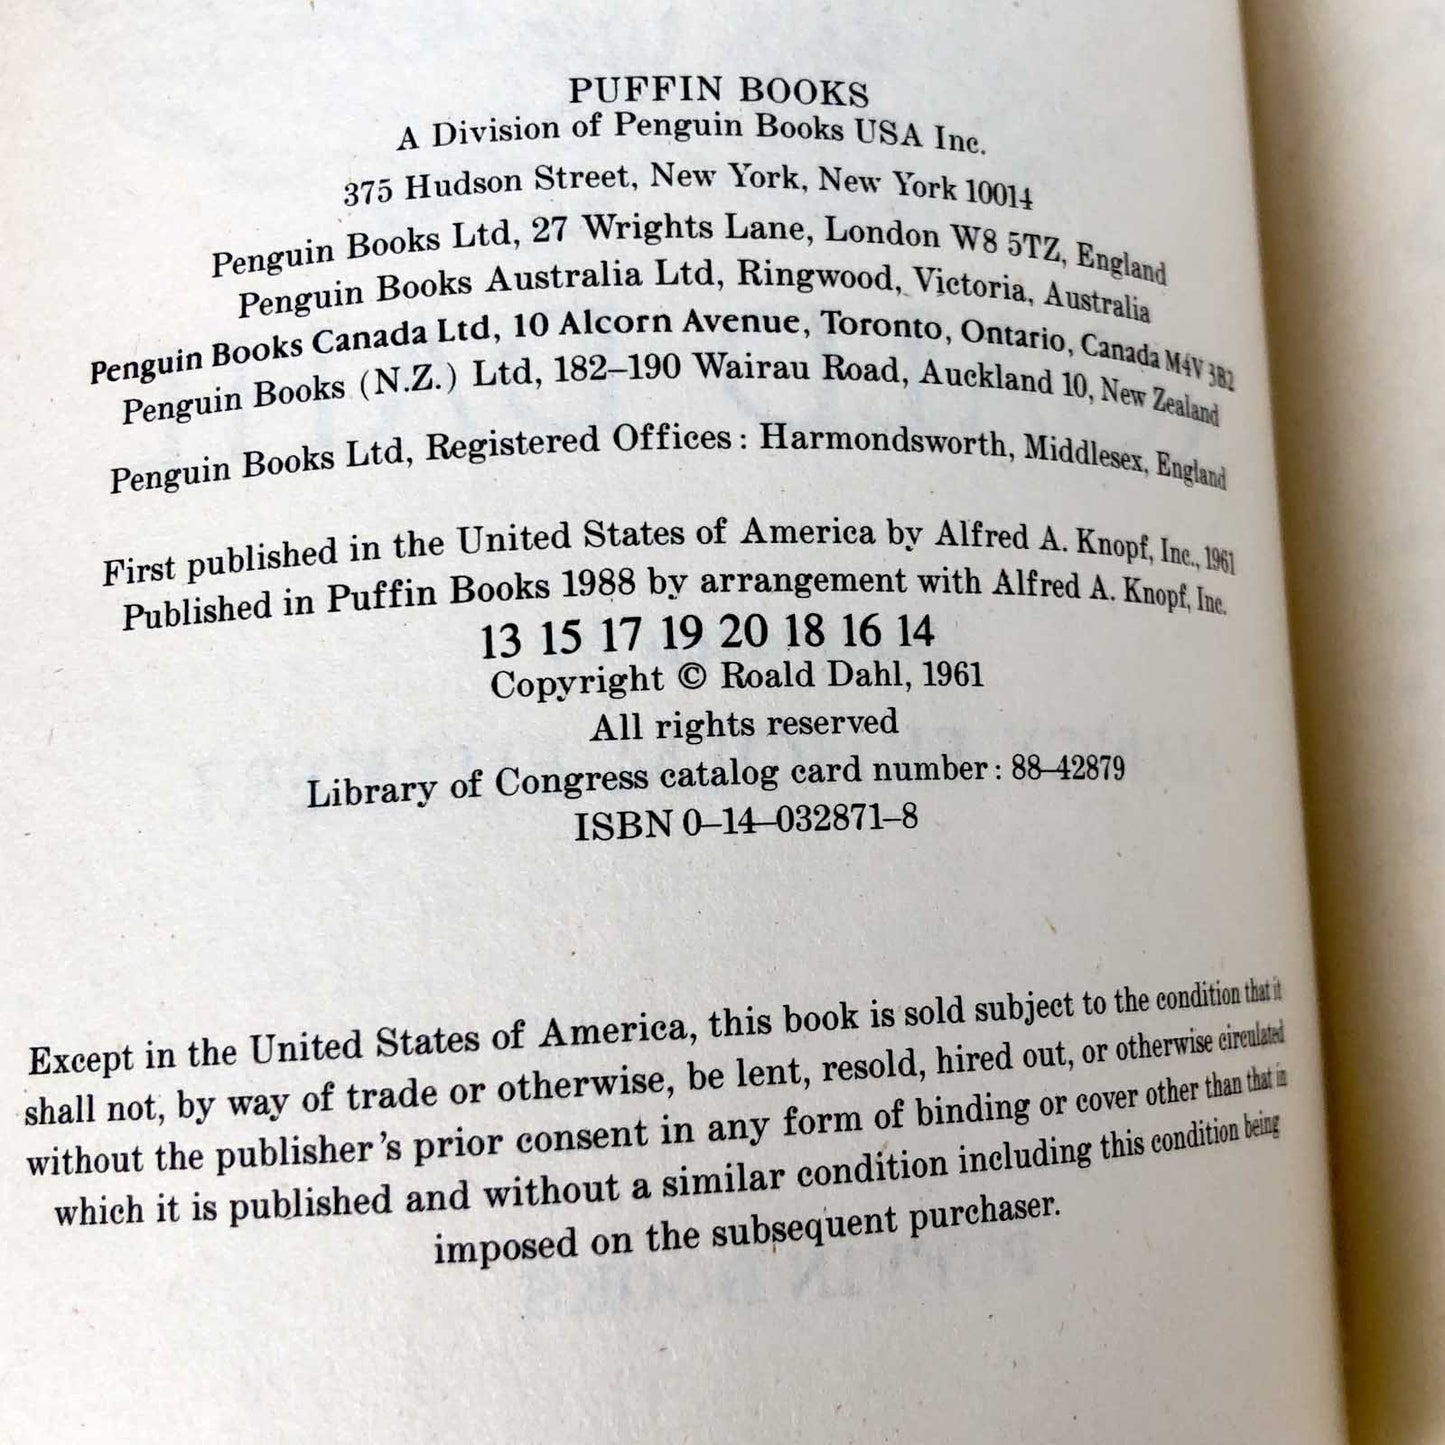 PUFFIN BOOKS
A Division of Penguin Books USA Inc.
375 Hudson Street, New York, New York 10014
Penguin Books Ltd, 27 Wrights Lane, London W8 5TZ, England
Penguin Books Australia Ltd, Ringwood, Victoria, Australia
Penguin Books Canada Ltd, 10 Alcorn Avenue, Toronto, Ontario, Canada M4V 3B2
Penguin Books (N.Z.) Ltd, 182–190 Wairau Road, Auckland 10, New Zealand
Penguin Books Ltd, Registered Offices: Harmondsworth, Middlesex, England
First published in the United States of America by Alfred A. Knopf, Inc., 1961
Published in Puffin Books 1988 by arrangement with Alfred A. Knopf, Inc.
13 15 17 19 20 18 16 14
Copyright © Roald Dahl, 1961
All rights reserved
Library of Congress catalog card number: 88–42879
ISBN 0–14–032871–8
Except in the United States of America, this book is sold subject to the condition that it
shall not, by way of trade or otherwise, be lent, resold, hired out, or otherwise circulated
without the publisher's prior consent in any form of binding or cover other than that in
which it is published and without a similar condition including this condition being
imposed on the subsequent purchaser.